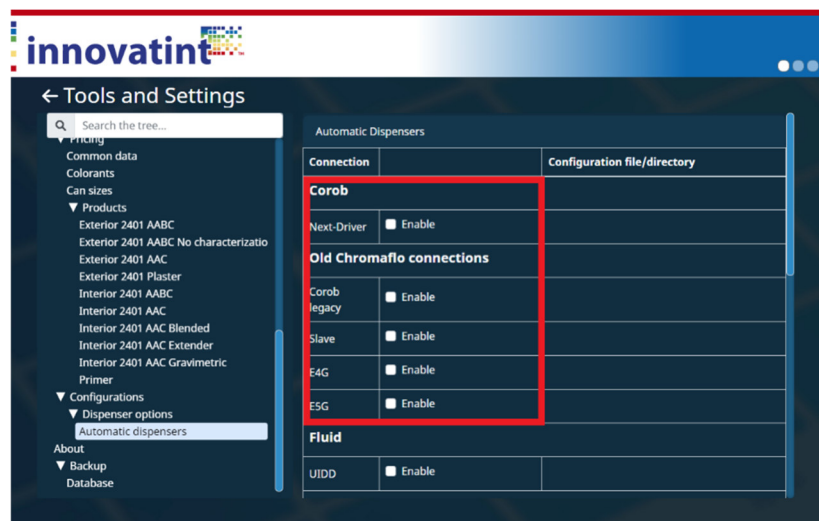 innovatint™
← Tools and Settings
Search the tree...
▼ Pricing
Common data
Colorants
Can sizes
▼ Products
Exterior 2401 AABC
Exterior 2401 AABC No characterizatio
Exterior 2401 AAC
Exterior 2401 Plaster
Interior 2401 AABC
Interior 2401 AAC
Interior 2401 AAC Blended
Interior 2401 AAC Extender
Interior 2401 AAC Gravimetric
Primer
▼ Configurations
▼ Dispenser options
Automatic dispensers
About
▼ Backup
Database
Automatic Dispensers
Connection Configuration file/directory
Corob
Next-Driver Enable
Old Chromaflo connections
Corob
legacy Enable
Slave Enable
E4G Enable
E5G Enable
Fluid
UIDD Enable